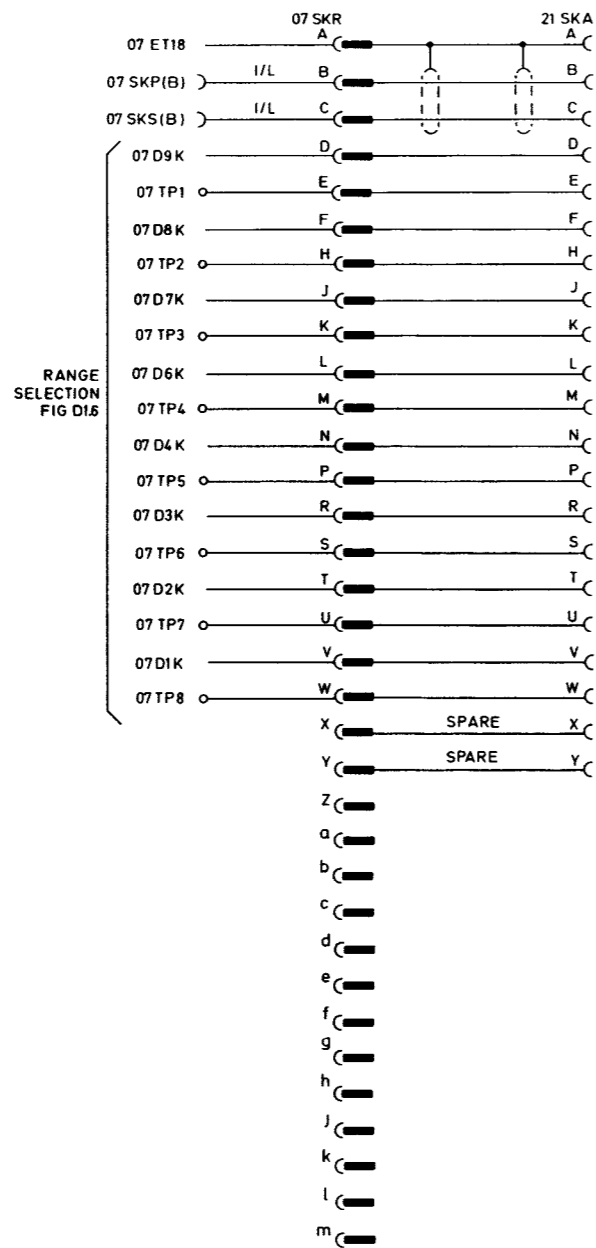 07 SKR 21 SKA
07 ET18 A A
07 SKP(B) I/L B B
07 SKS(B) I/L C C
07 D9K D D
07 TP1 E E
07 D8K F F
07 TP2 H H
07 D7K J J
07 TP3 K K
07 D6K L L
RANGE
SELECTION
FIG D1.6
07 TP4 M M
07 D4K N N
07 TP5 P P
07 D3K R R
07 TP6 S S
07 D2K T T
07 TP7 U U
07 D1K V V
07 TP8 W W
X SPARE X
Y SPARE Y
Z
a
b
c
d
e
f
g
h
j
k
l
m